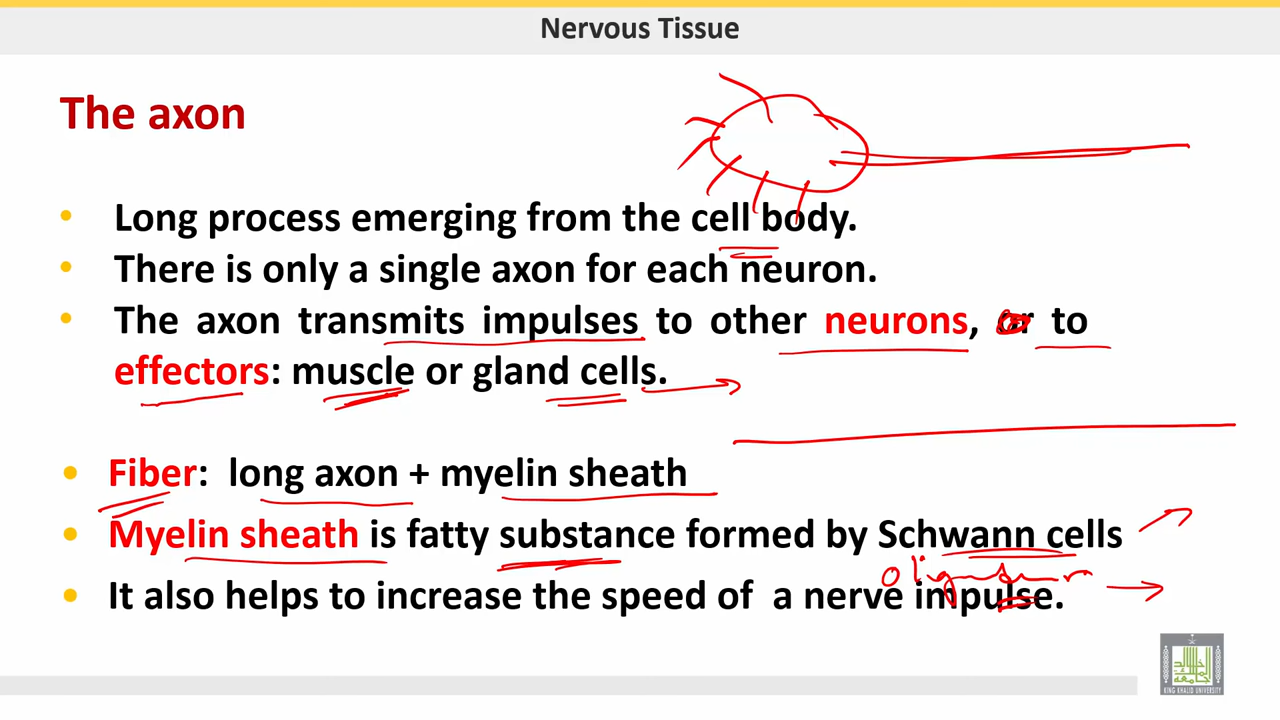 Nervous Tissue
The axon
• Long process emerging from the cell body.
• There is only a single axon for each neuron.
• The axon transmits impulses to other neurons, or to
effectors: muscle or gland cells.
• Fiber: long axon + myelin sheath
• Myelin sheath is fatty substance formed by Schwann cells
• It also helps to increase the speed of a nerve impulse.
KING KHALID UNIVERSITY